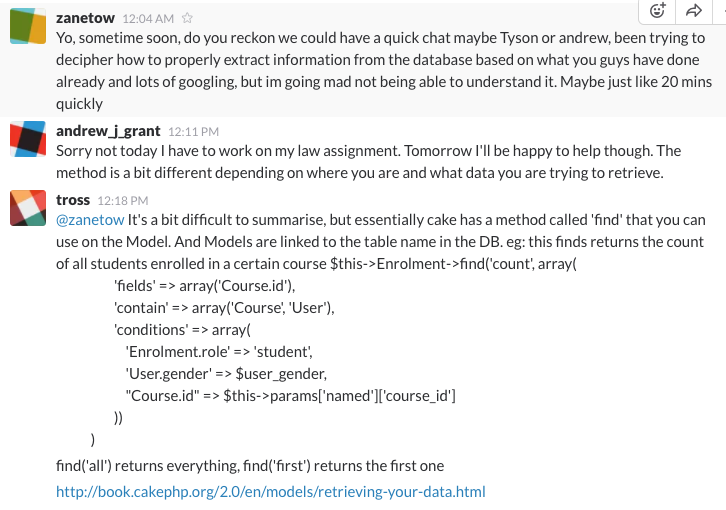 zanetow 12:04 AM
Yo, sometime soon, do you reckon we could have a quick chat maybe Tyson or andrew, been trying to
decipher how to properly extract information from the database based on what you guys have done
already and lots of googling, but im going mad not being able to understand it. Maybe just like 20 mins
quickly
andrew_j_grant 12:11 PM
Sorry not today I have to work on my law assignment. Tomorrow I'll be happy to help though. The
method is a bit different depending on where you are and what data you are trying to retrieve.
tross 12:18 PM
@zanetow It's a bit difficult to summarise, but essentially cake has a method called 'find' that you can
use on the Model. And Models are linked to the table name in the DB. eg: this finds returns the count
of all students enrolled in a certain course $this->Enrolment->find('count', array(
'fields' => array('Course.id'),
'contain' => array('Course', 'User'),
'conditions' => array(
'Enrolment.role' => 'student',
'User.gender' => $user_gender,
"Course.id" => $this->params['named']['course_id']
))
)
find('all') returns everything, find('first') returns the first one
http://book.cakephp.org/2.0/en/models/retrieving-your-data.html